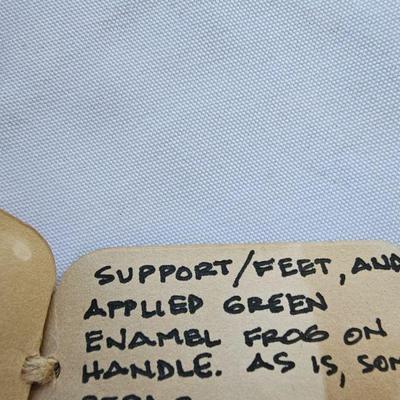 SUPPORT/FEET, AND
APPLIED GREEN
ENAMEL FROG ON
HANDLE. AS IS, SOM